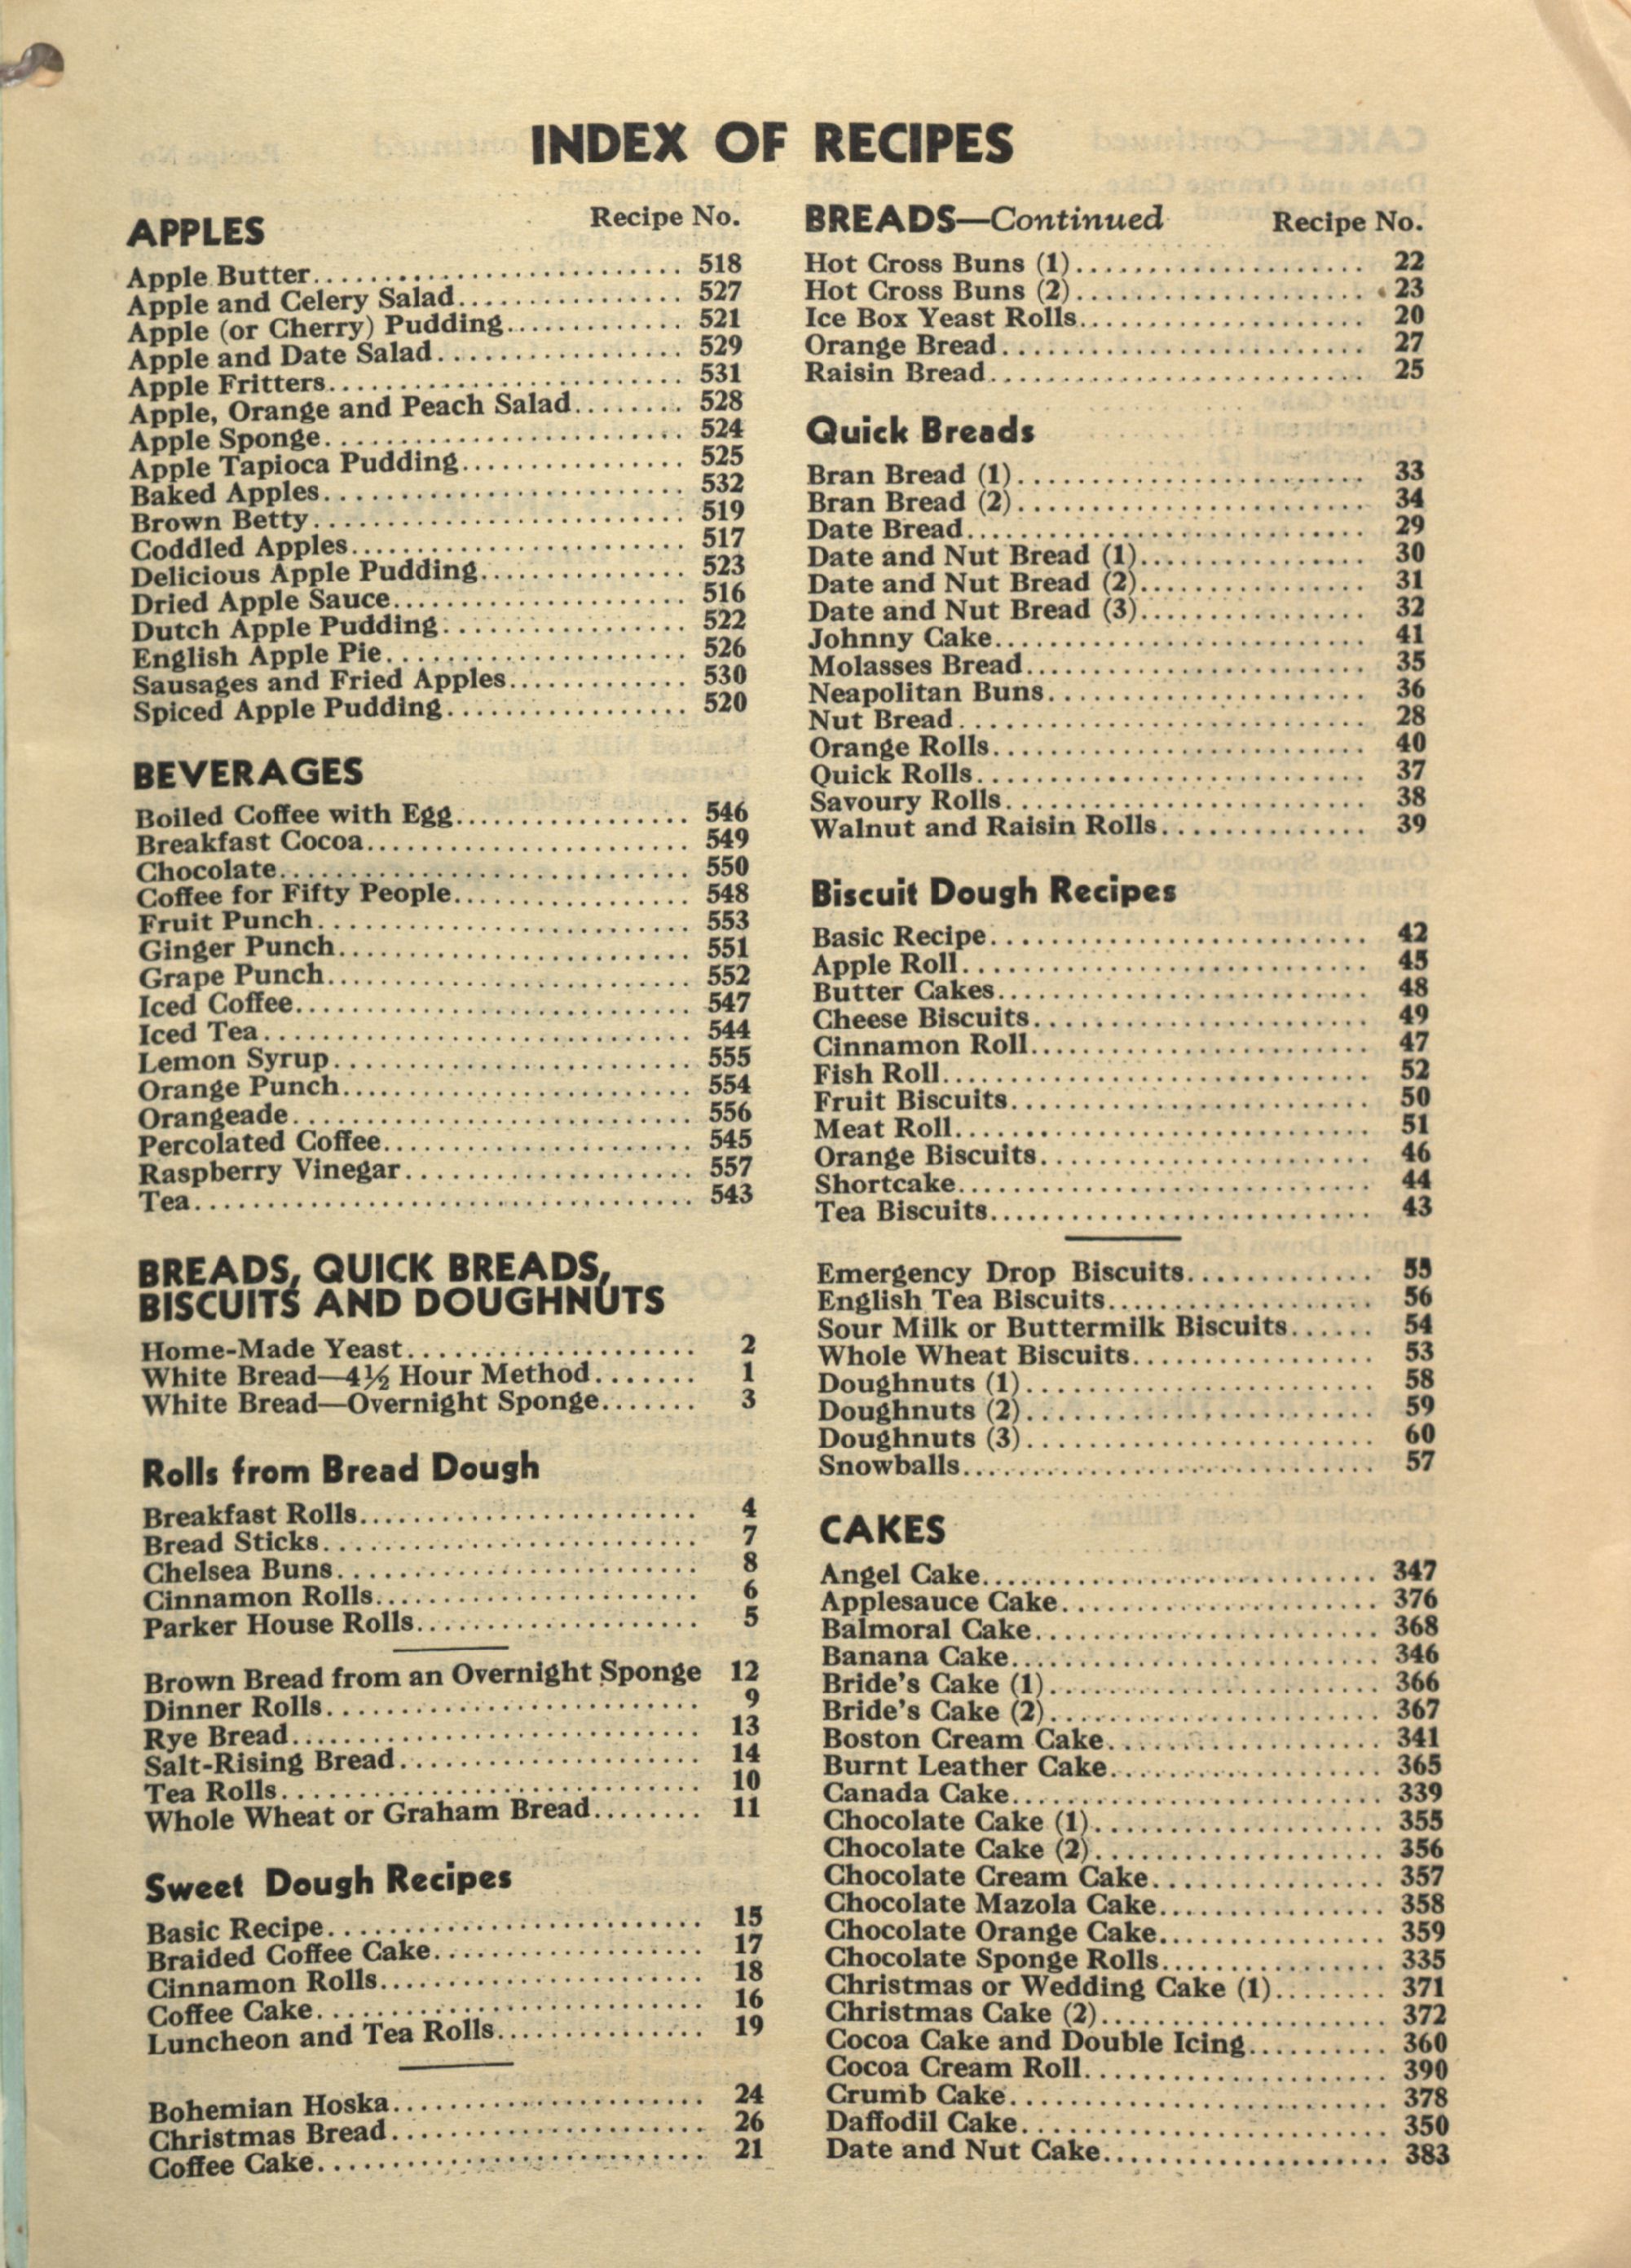 INDEX OF RECIPES
APPLES Recipe No.
Apple Butter 518
Apple and Celery Salad 527
Apple (or Cherry) Pudding 521
Apple and Date Salad 529
Apple Fritters 531
Apple, Orange and Peach Salad 528
Apple Sponge 524
Apple Tapioca Pudding 525
Baked Apples 532
Brown Betty 519
Coddled Apples 517
Delicious Apple Pudding 523
Dried Apple Sauce 516
Dutch Apple Pudding 522
English Apple Pie 526
Sausages and Fried Apples 530
Spiced Apple Pudding 520
BEVERAGES
Boiled Coffee with Egg 546
Breakfast Cocoa 549
Chocolate 550
Coffee for Fifty People 548
Fruit Punch 553
Ginger Punch 551
Grape Punch 552
Iced Coffee 547
Iced Tea 544
Lemon Syrup 555
Orange Punch 554
Orangeade 556
Percolated Coffee 545
Raspberry Vinegar 557
Tea 543
BREADS, QUICK BREADS,
BISCUITS AND DOUGHNUTS
Home-Made Yeast 2
White Bread—4½ Hour Method 1
White Bread—Overnight Sponge 3
Rolls from Bread Dough
Breakfast Rolls 4
Bread Sticks 7
Chelsea Buns 8
Cinnamon Rolls 6
Parker House Rolls 5
Brown Bread from an Overnight Sponge 12
Dinner Rolls 9
Rye Bread 13
Salt-Rising Bread 14
Tea Rolls 10
Whole Wheat or Graham Bread 11
Sweet Dough Recipes
Basic Recipe 15
Braided Coffee Cake 17
Cinnamon Rolls 18
Coffee Cake 16
Luncheon and Tea Rolls 19
Bohemian Hoska 24
Christmas Bread 26
Coffee Cake 21
BREADS—Continued Recipe No.
Hot Cross Buns (1) 22
Hot Cross Buns (2) 23
Ice Box Yeast Rolls 20
Orange Bread 27
Raisin Bread 25
Quick Breads
Bran Bread (1) 33
Bran Bread (2) 34
Date Bread 29
Date and Nut Bread (1) 30
Date and Nut Bread (2) 31
Date and Nut Bread (3) 32
Johnny Cake 41
Molasses Bread 35
Neapolitan Buns 36
Nut Bread 28
Orange Rolls 40
Quick Rolls 37
Savoury Rolls 38
Walnut and Raisin Rolls 39
Biscuit Dough Recipes
Basic Recipe 42
Apple Roll 45
Butter Cakes 48
Cheese Biscuits 49
Cinnamon Roll 47
Fish Roll 52
Fruit Biscuits 50
Meat Roll 51
Orange Biscuits 46
Shortcake 44
Tea Biscuits 43
Emergency Drop Biscuits 55
English Tea Biscuits 56
Sour Milk or Buttermilk Biscuits 54
Whole Wheat Biscuits 53
Doughnuts (1) 58
Doughnuts (2) 59
Doughnuts (3) 60
Snowballs 57
CAKES
Angel Cake 347
Applesauce Cake 376
Balmoral Cake 368
Banana Cake 346
Bride's Cake (1) 366
Bride's Cake (2) 367
Boston Cream Cake 341
Burnt Leather Cake 365
Canada Cake 339
Chocolate Cake (1) 355
Chocolate Cake (2) 356
Chocolate Cream Cake 357
Chocolate Mazola Cake 358
Chocolate Orange Cake 359
Chocolate Sponge Rolls 335
Christmas or Wedding Cake (1) 371
Christmas Cake (2) 372
Cocoa Cake and Double Icing 360
Cocoa Cream Roll 390
Crumb Cake 378
Daffodil Cake 350
Date and Nut Cake 383